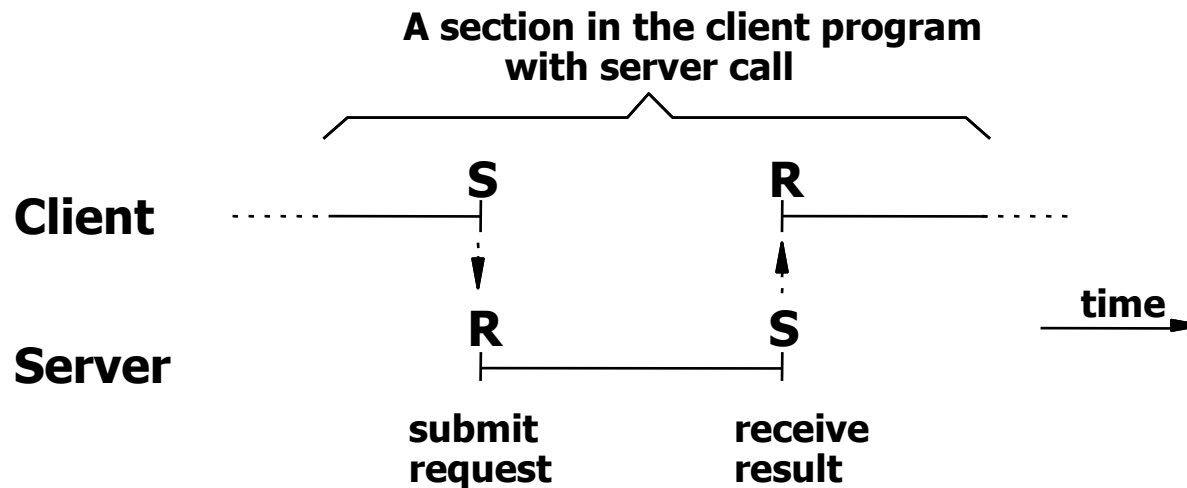 A section in the client program
with server call
S
R
Client
R
S
time
Server
submit
request
receive
result